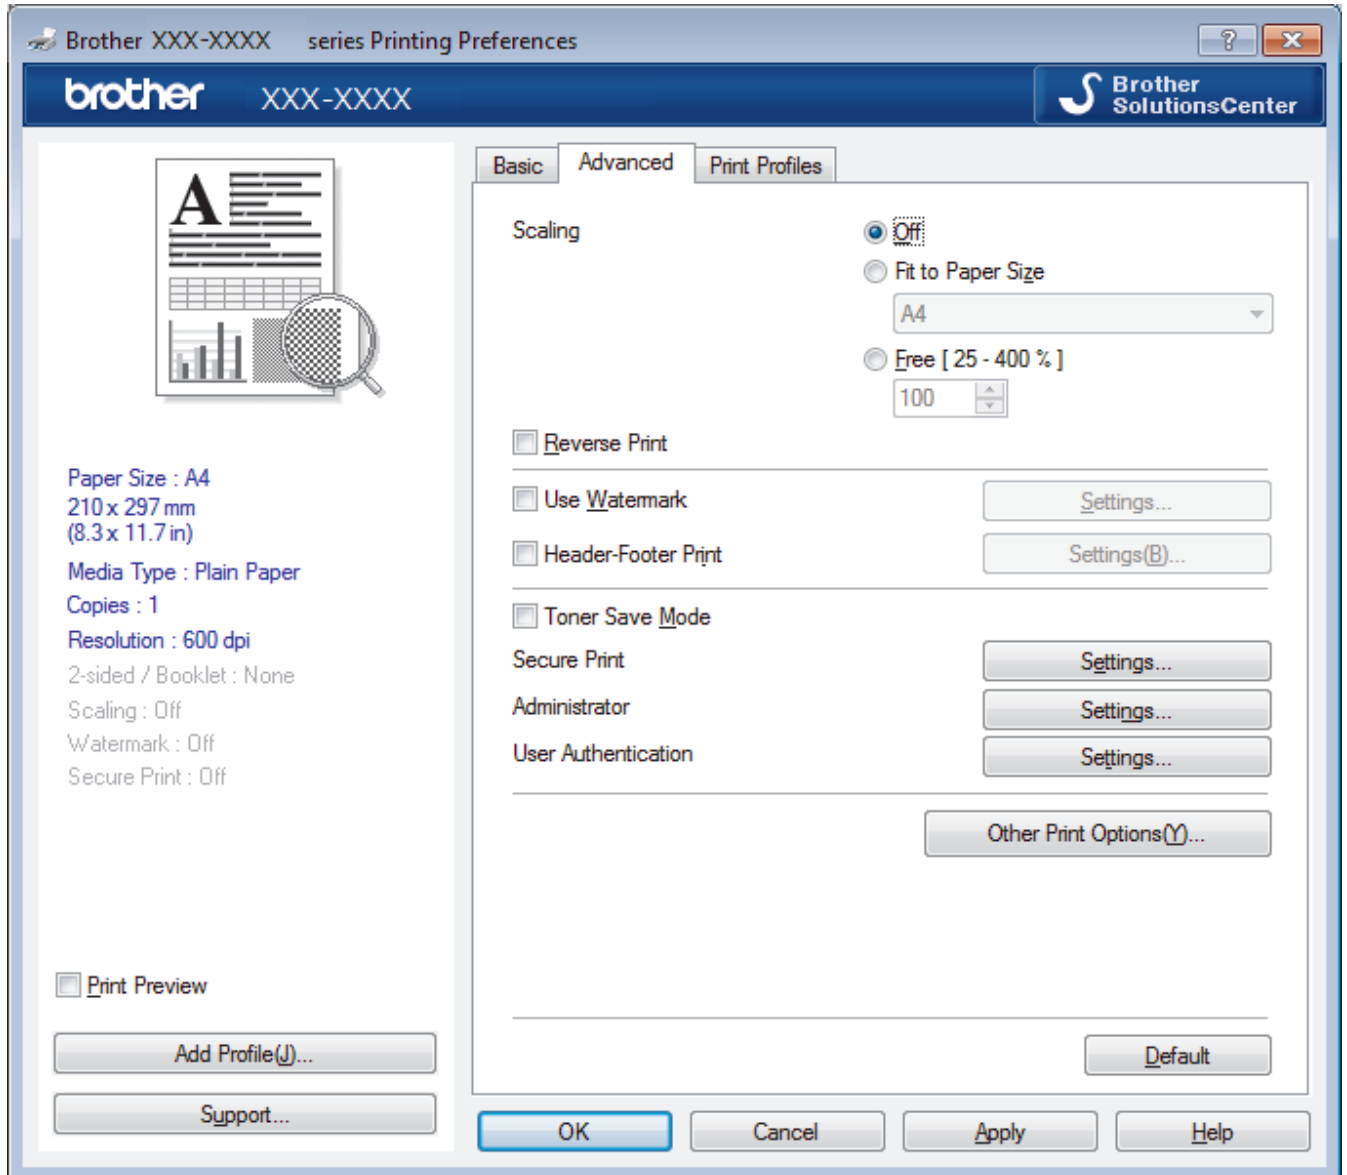 Brother XXX-XXXX series Printing Preferences
brother XXX-XXXX
Brother
SolutionsCenter
A
Paper Size : A4
210 x 297 mm
(8.3 x 11.7 in)
Media Type : Plain Paper
Copies : 1
Resolution : 600 dpi
2-sided / Booklet : None
Scaling : Off
Watermark : Off
Secure Print : Off
Print Preview
Add Profile(J)...
Support...
Basic
Advanced
Print Profiles
Scaling
Off
Fit to Paper Size
A4
Free [ 25 - 400 % ]
100
Reverse Print
Use Watermark
Settings...
Header-Footer Print
Settings(B)...
Toner Save Mode
Secure Print
Settings...
Administrator
Settings...
User Authentication
Settings...
Other Print Options(Y)...
Default
OK
Cancel
Apply
Help